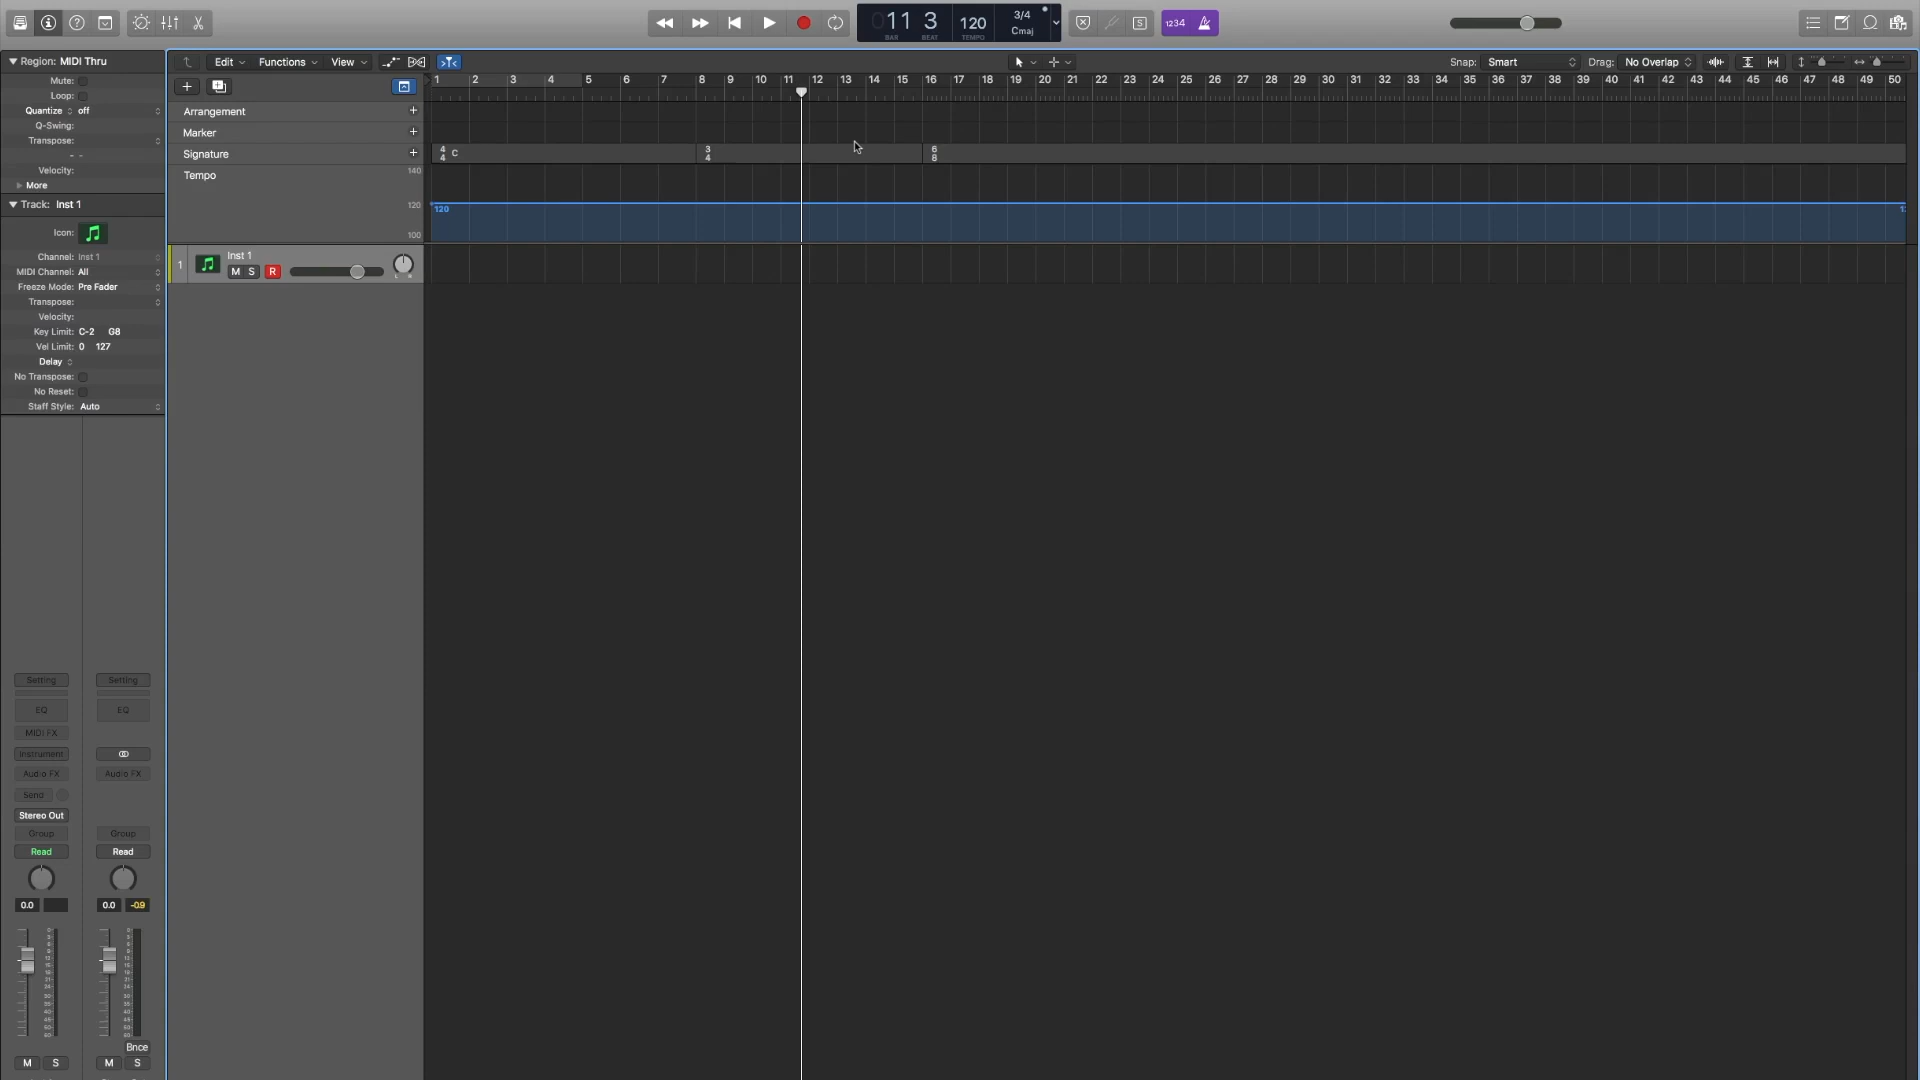 11 3 120 3/4
BAR BEAT TEMPO Cmaj
S 1234
Region: MIDI Thru
Edit Functions View
Snap: Smart Drag: No Overlap
Mute:
Loop:
Quantize off
Q-Swing:
Transpose:
Velocity:
More
1 2 3 4 5 6 7 8 9 10 11 12 13 14 15 16 17 18 19 20 21 22 23 24 25 26 27 28 29 30 31 32 33 34 35 36 37 38 39 40 41 42 43 44 45 46 47 48 49 50
Arrangement
Marker
Signature
4 4 C 3 4 6 8
Tempo
140
120
100
120
Track: Inst 1
Icon:
Channel: Inst 1
MIDI Channel: All
Freeze Mode: Pre Fader
Transpose:
Velocity:
Key Limit: C-2 G8
Vel Limit: 0 127
Delay
No Transpose:
No Reset:
Staff Style: Auto
1 Inst 1
M S R
L R
Setting Setting
EQ EQ
MIDI FX
Instrument
Audio FX Audio FX
Send
Stereo Out
Group Group
Read Read
0.0 0.0 -0.9
Bnce
M S M S